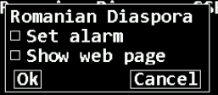 Romanian Diaspora
Set alarm
Show web page
Ok Cancel